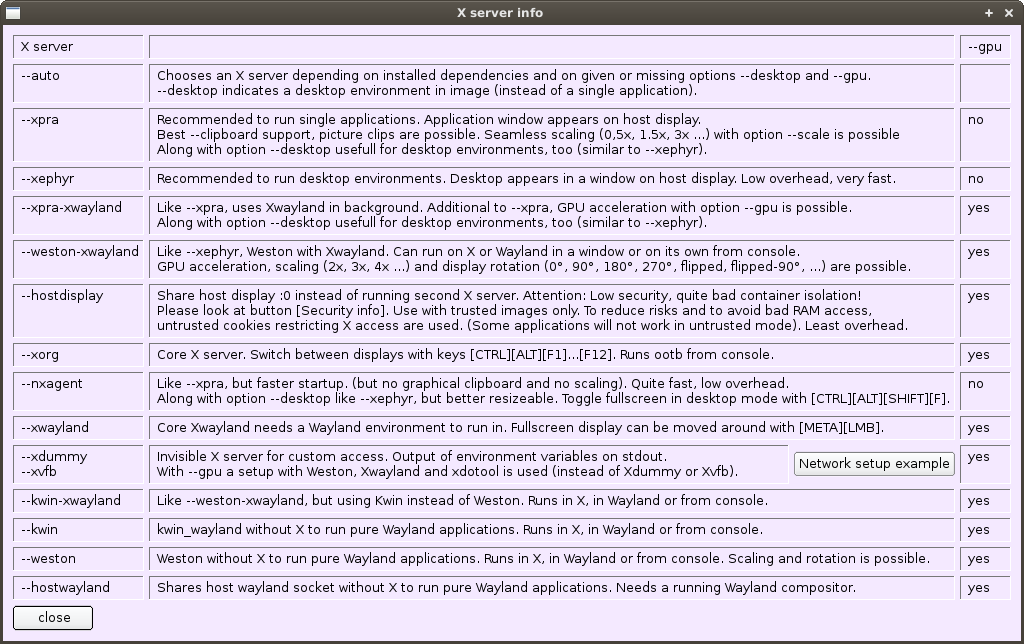 X server info
X server --gpu
--auto Chooses an X server depending on installed dependencies and on given or missing options --desktop and --gpu.
--desktop indicates a desktop environment in image (instead of a single application).
--xpra Recommended to run single applications. Application window appears on host display. no
Best --clipboard support, picture clips are possible. Seamless scaling (0,5x, 1.5x, 3x ...) with option --scale is possible
Along with option --desktop usefull for desktop environments, too (similar to --xephyr).
--xephyr Recommended to run desktop environments. Desktop appears in a window on host display. Low overhead, very fast. no
--xpra-xwayland Like --xpra, uses Xwayland in background. Additional to --xpra, GPU acceleration with option --gpu is possible. yes
Along with option --desktop usefull for desktop environments, too (similar to --xephyr).
--weston-xwayland Like --xephyr, Weston with Xwayland. Can run on X or Wayland in a window or on its own from console. yes
GPU acceleration, scaling (2x, 3x, 4x ...) and display rotation (0°, 90°, 180°, 270°, flipped, flipped-90°, ...) are possible.
--hostdisplay Share host display :0 instead of running second X server. Attention: Low security, quite bad container isolation! yes
Please look at button [Security info]. Use with trusted images only. To reduce risks and to avoid bad RAM access,
untrusted cookies restricting X access are used. (Some applications will not work in untrusted mode). Least overhead.
--xorg Core X server. Switch between displays with keys [CTRL][ALT][F1]...[F12]. Runs ootb from console. yes
--nxagent Like --xpra, but faster startup. (but no graphical clipboard and no scaling). Quite fast, low overhead. no
Along with option --desktop like --xephyr, but better resizeable. Toggle fullscreen in desktop mode with [CTRL][ALT][SHIFT][F].
--xwayland Core Xwayland needs a Wayland environment to run in. Fullscreen display can be moved around with [META][LMB]. yes
--xdummy Invisible X server for custom access. Output of environment variables on stdout. yes
--xvfb With --gpu a setup with Weston, Xwayland and xdotool is used (instead of Xdummy or Xvfb).
Network setup example
--kwin-xwayland Like --weston-xwayland, but using Kwin instead of Weston. Runs in X, in Wayland or from console. yes
--kwin kwin_wayland without X to run pure Wayland applications. Runs in X, in Wayland or from console. yes
--weston Weston without X to run pure Wayland applications. Runs in X, in Wayland or from console. Scaling and rotation is possible. yes
--hostwayland Shares host wayland socket without X to run pure Wayland applications. Needs a running Wayland compositor. yes
close